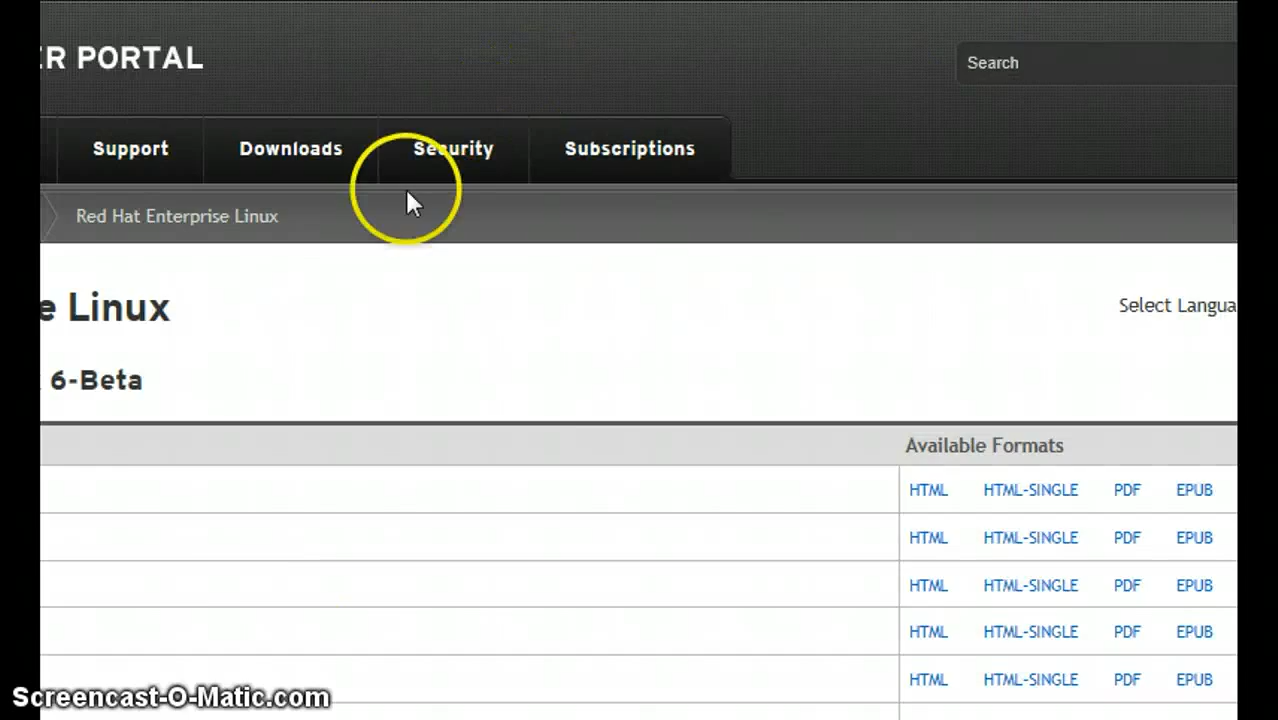 ER PORTAL
Search
Support Downloads Security Subscriptions
Red Hat Enterprise Linux
e Linux
Select Langua
6-Beta
Available Formats
HTML HTML-SINGLE PDF EPUB
HTML HTML-SINGLE PDF EPUB
HTML HTML-SINGLE PDF EPUB
HTML HTML-SINGLE PDF EPUB
HTML HTML-SINGLE PDF EPUB
Screencast-O-Matic.com